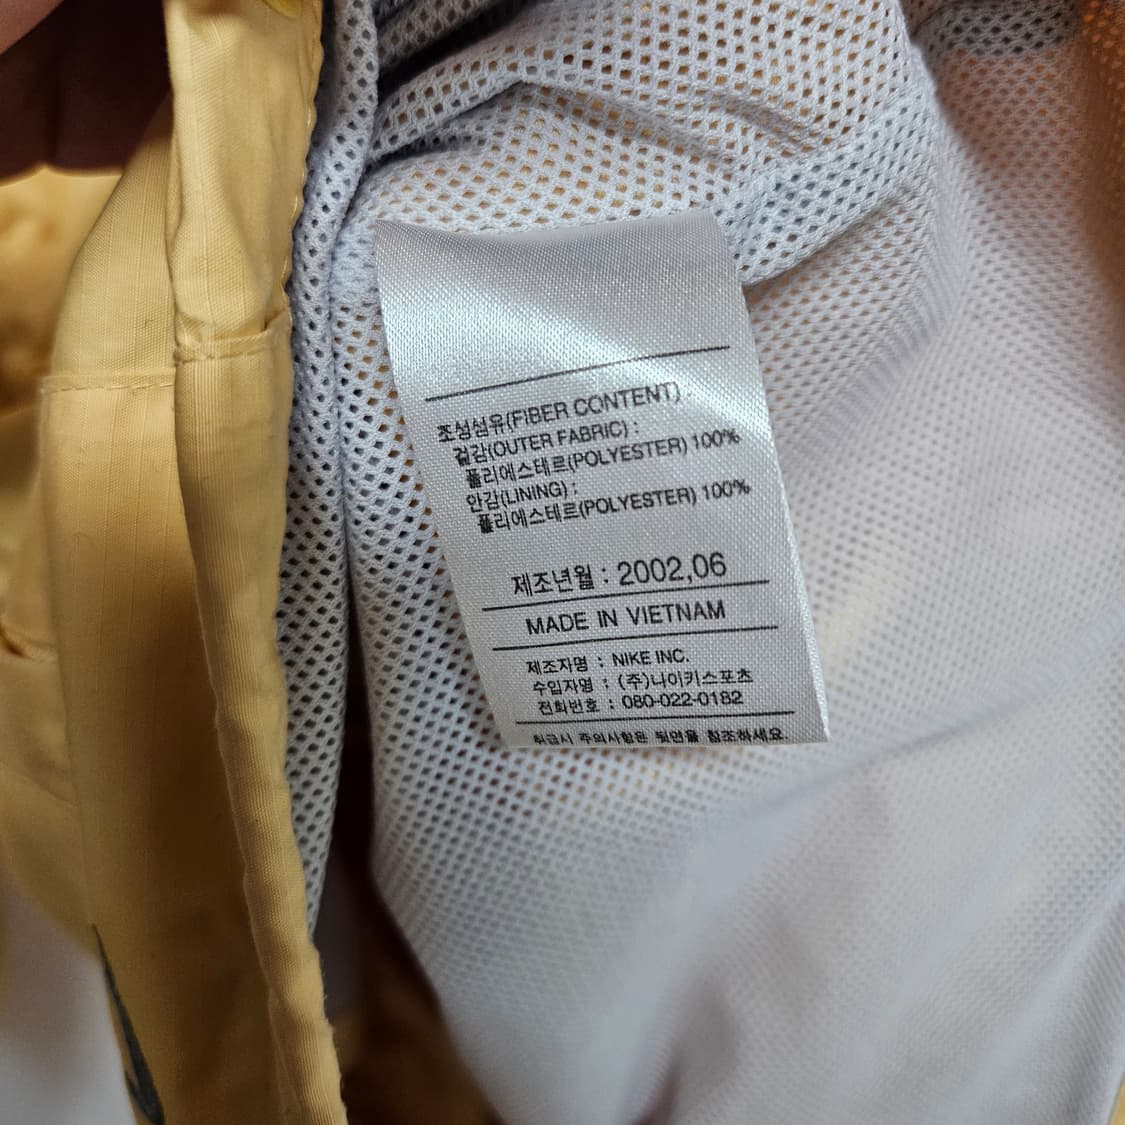 조성섬유(FIBER CONTENT) :
겉감(OUTER FABRIC) :
폴리에스테르(POLYESTER) 100%
안감(LINING) :
폴리에스테르(POLYESTER) 100%
제조년월 : 2002,06
MADE IN VIETNAM
제조자명 : NIKE INC.
수입자명 : (주)나이키스포츠
전화번호 : 080-022-0182
취급시 주의사항은 뒷면을 참조하세요.